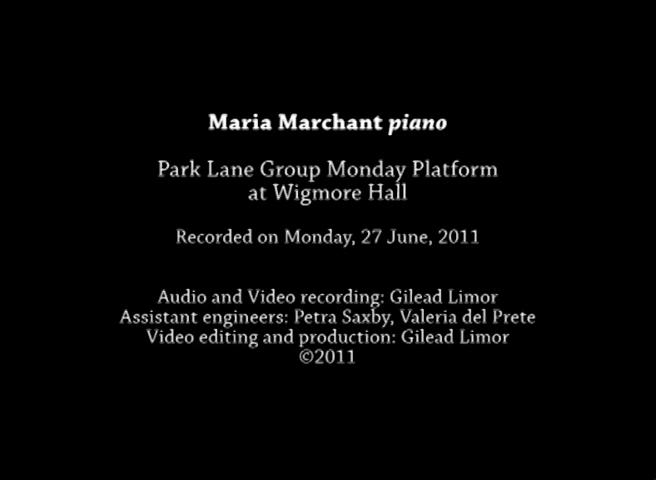 Maria Marchant piano
Park Lane Group Monday Platform
at Wigmore Hall
Recorded on Monday, 27 June, 2011
Audio and Video recording: Gilead Limor
Assistant engineers: Petra Saxby, Valeria del Prete
Video editing and production: Gilead Limor
©2011